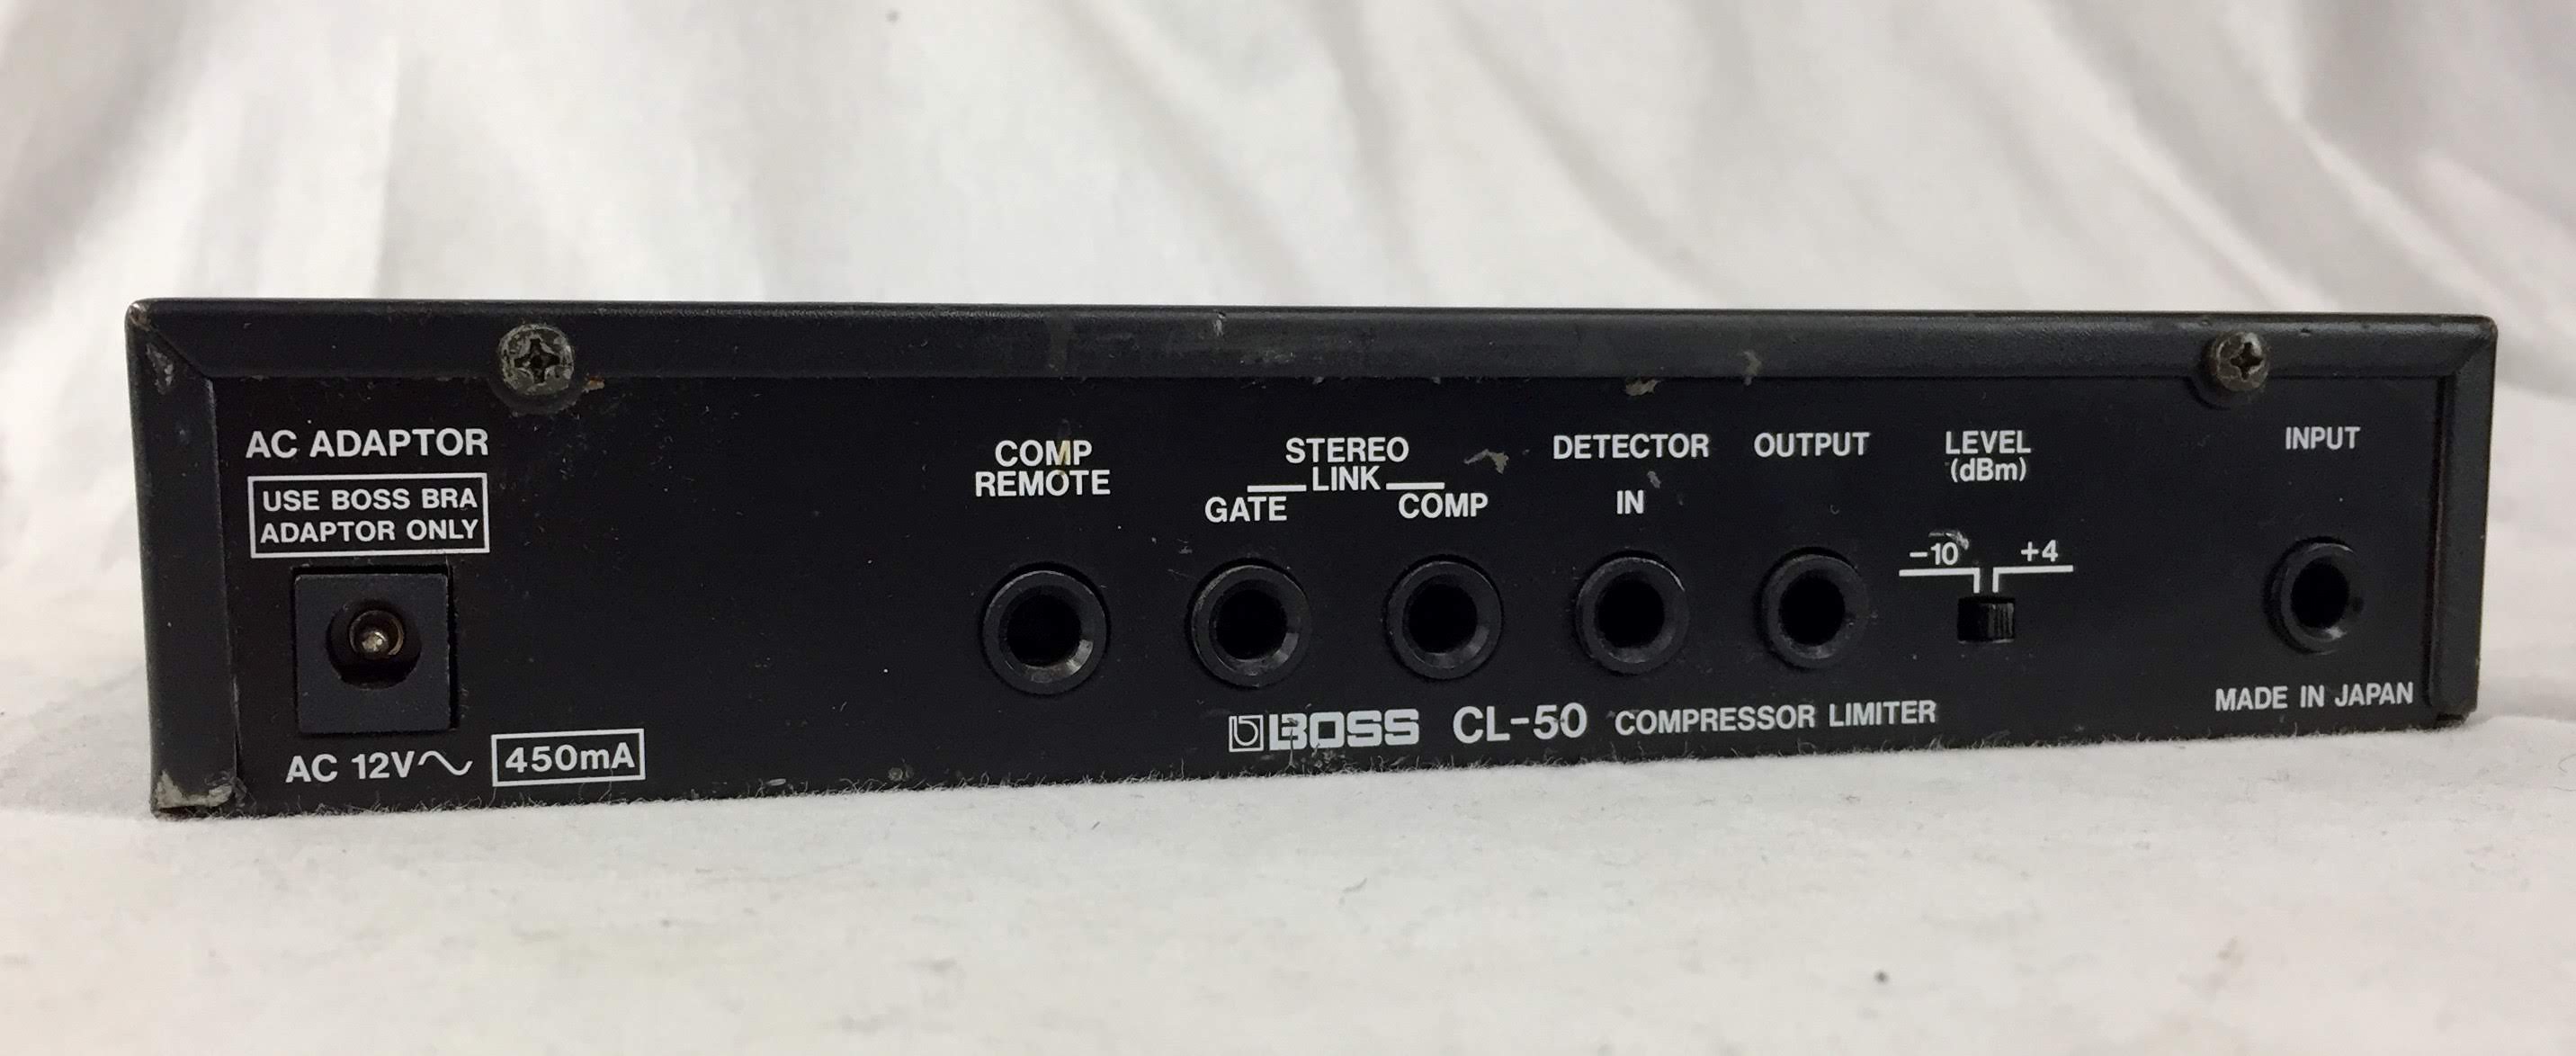 AC ADAPTOR
USE BOSS BRA
ADAPTOR ONLY
AC 12V~ 450mA
COMP
REMOTE
STEREO
LINK
GATE COMP
DETECTOR
IN
OUTPUT
LEVEL
(dBm)
-10 +4
INPUT
BOSS CL-50 COMPRESSOR LIMITER
MADE IN JAPAN